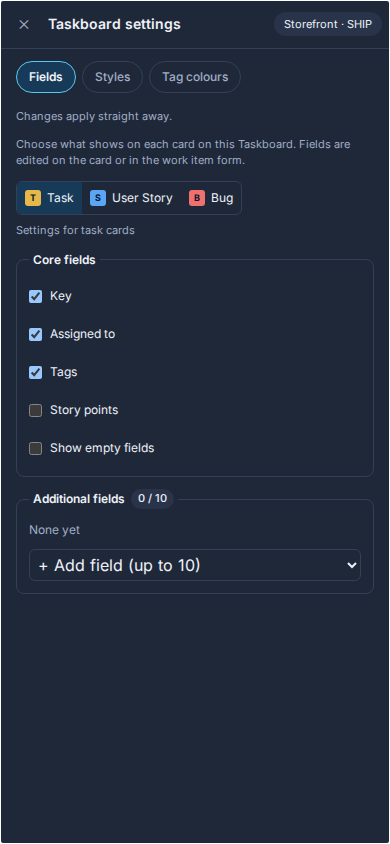 Taskboard settings
Storefront · SHIP
Fields
Styles
Tag colours
Changes apply straight away.
Choose what shows on each card on this Taskboard. Fields are
edited on the card or in the work item form.
T Task
S User Story
B Bug
Settings for task cards
Core fields
Key
Assigned to
Tags
Story points
Show empty fields
Additional fields 0 / 10
None yet
+ Add field (up to 10)